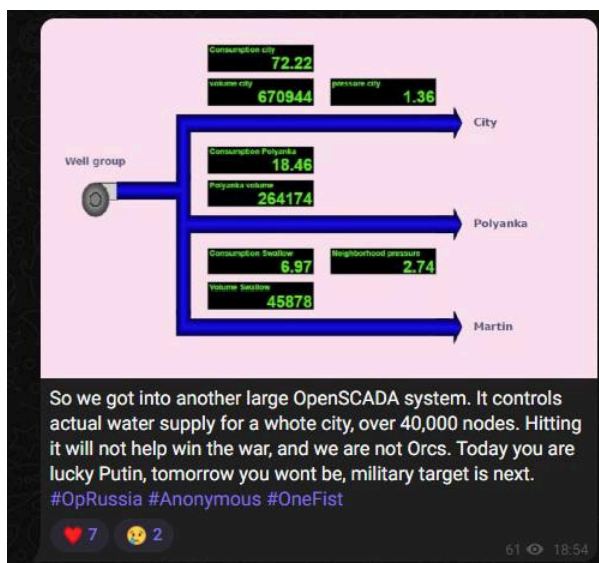 Consumption city
72.22
volume city
670944
pressure city
1.36
City
Well group
Consumption Polyanka
18.46
Polyanka volume
264174
Polyanka
Consumption Swallow
6.97
Neighborhood pressure
2.74
Volume Swallow
45878
Martin
So we got into another large OpenSCADA system. It controls
actual water supply for a whote city, over 40,000 nodes. Hitting
it will not help win the war, and we are not Orcs. Today you are
lucky Putin, tomorrow you wont be, military target is next.
#OpRussia #Anonymous #OneFist
7
2
61 18:54